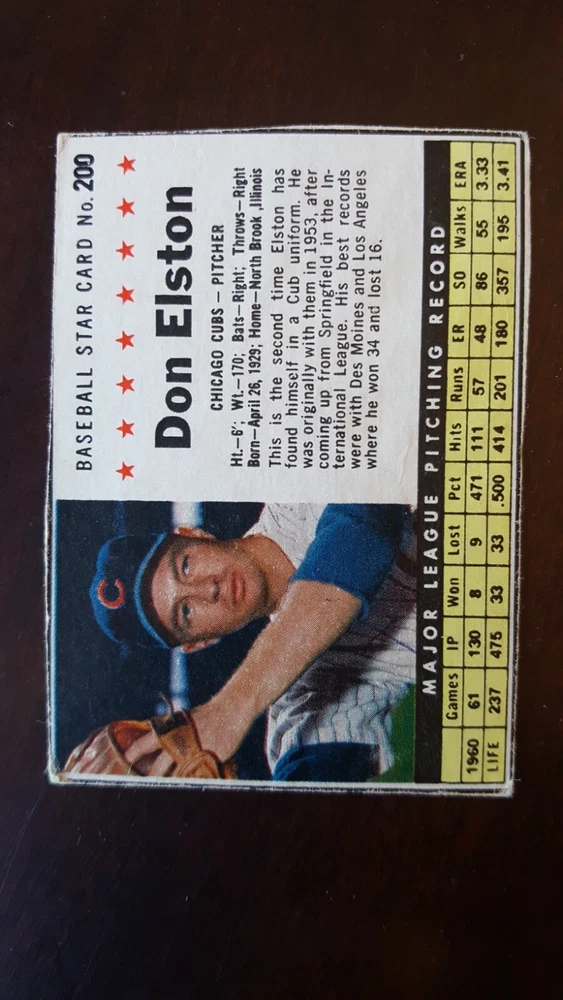 BASEBALL STAR CARD No. 200
Don Elston
CHICAGO CUBS – PITCHER
Ht.–6'; Wt.–170; Bats–Right; Throws–Right
Born–April 26, 1929; Home–North Brook ,Illinois
This is the second time Elston has
found himself in a Cub uniform. He
was originally with them in 1953, after
coming up from Springfield in the In-
ternational League. His best records
were with Des Moines and Los Angeles
where he won 34 and lost 16.
C
MAJOR LEAGUE PITCHING RECORD
Games IP Won Lost Pct Hits Runs ER SO Walks ERA
1960 61 130 8 9 471 111 57 48 86 55 3.33
LIFE 237 475 33 33 .500 414 201 180 357 195 3.41